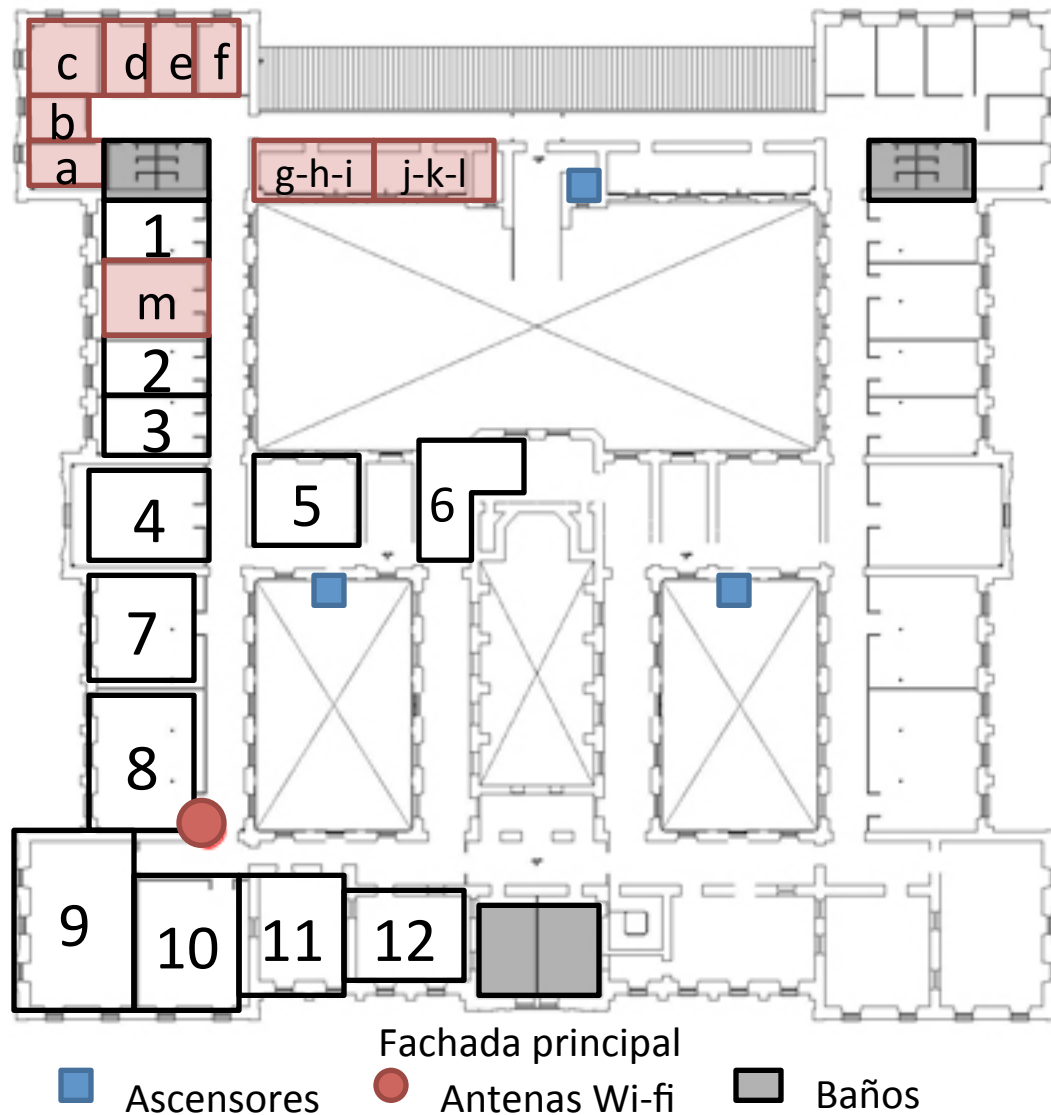 c d e f
b
a
g-h-i j-k-l
1
m
2
3
4 5 6
7
8
9 10 11 12
Fachada principal
Ascensores Antenas Wi-fi Baños